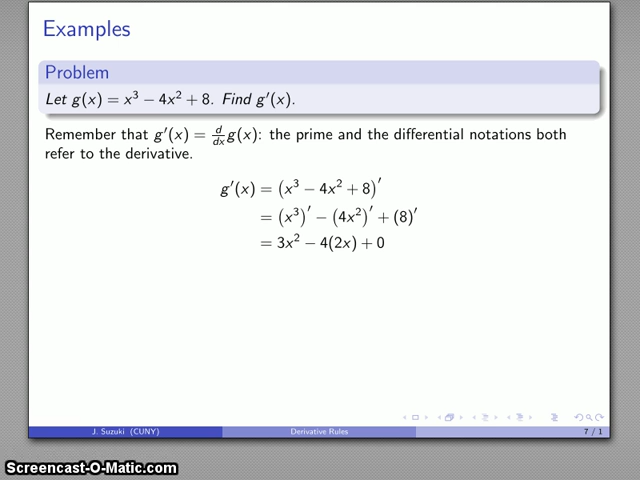 Examples
Problem
Let g(x) = x³ − 4x² + 8. Find g′(x).
Remember that g′(x) = d/dx g(x): the prime and the differential notations both
refer to the derivative.
g′(x) = (x³ − 4x² + 8)′
= (x³)′ − (4x²)′ + (8)′
= 3x² − 4(2x) + 0
J. Suzuki (CUNY) Derivative Rules 7 / 1
Screencast-O-Matic.com